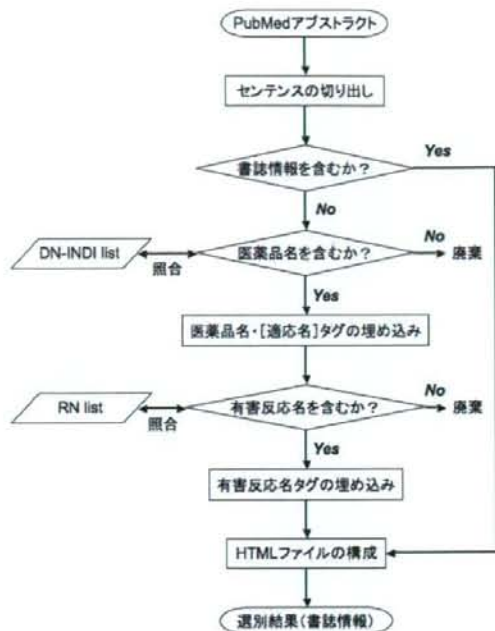 PubMedアブストラクト
センテンスの切り出し
書誌情報を含むか？
Yes
No
DN-INDI list
照合
医薬品名を含むか？
No
廃棄
Yes
医薬品名・[適応名]タグの埋め込み
RN list
照合
有害反応名を含むか？
No
廃棄
Yes
有害反応名タグの埋め込み
HTMLファイルの構成
選別結果(書誌情報)